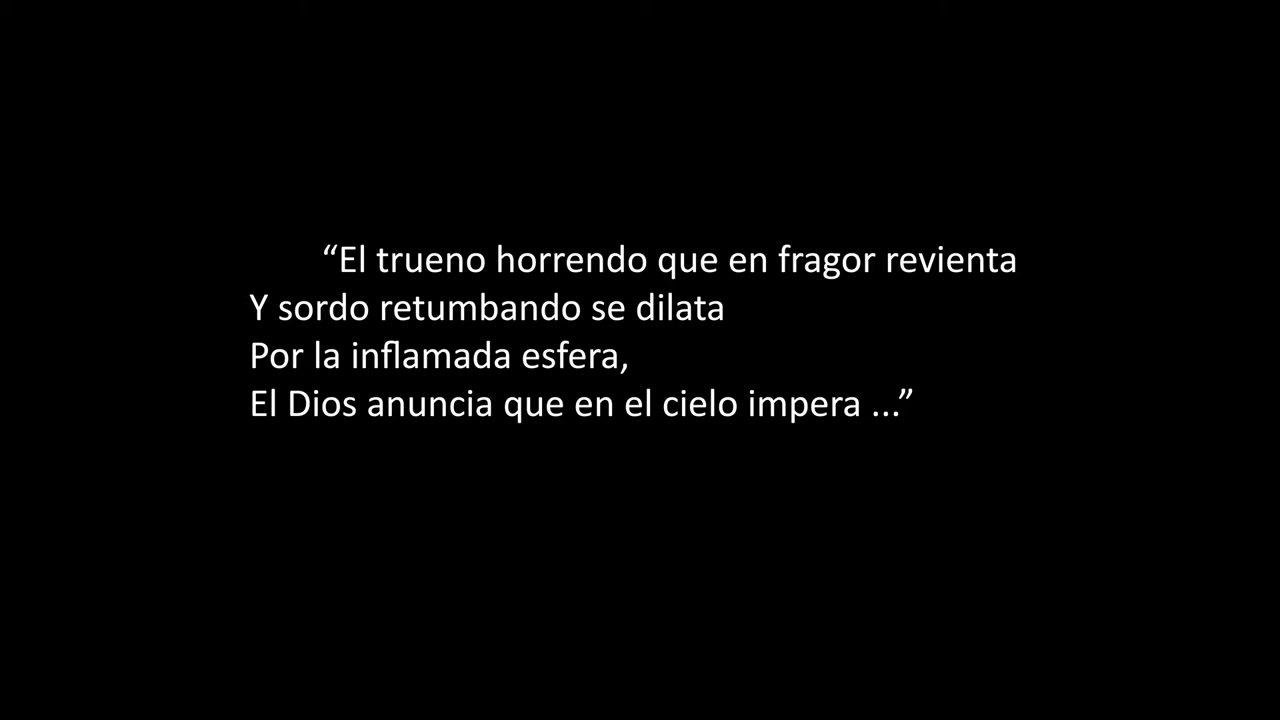 “El trueno horrendo que en fragor revienta
Y sordo retumbando se dilata
Por la inflamada esfera,
El Dios anuncia que en el cielo impera ...”